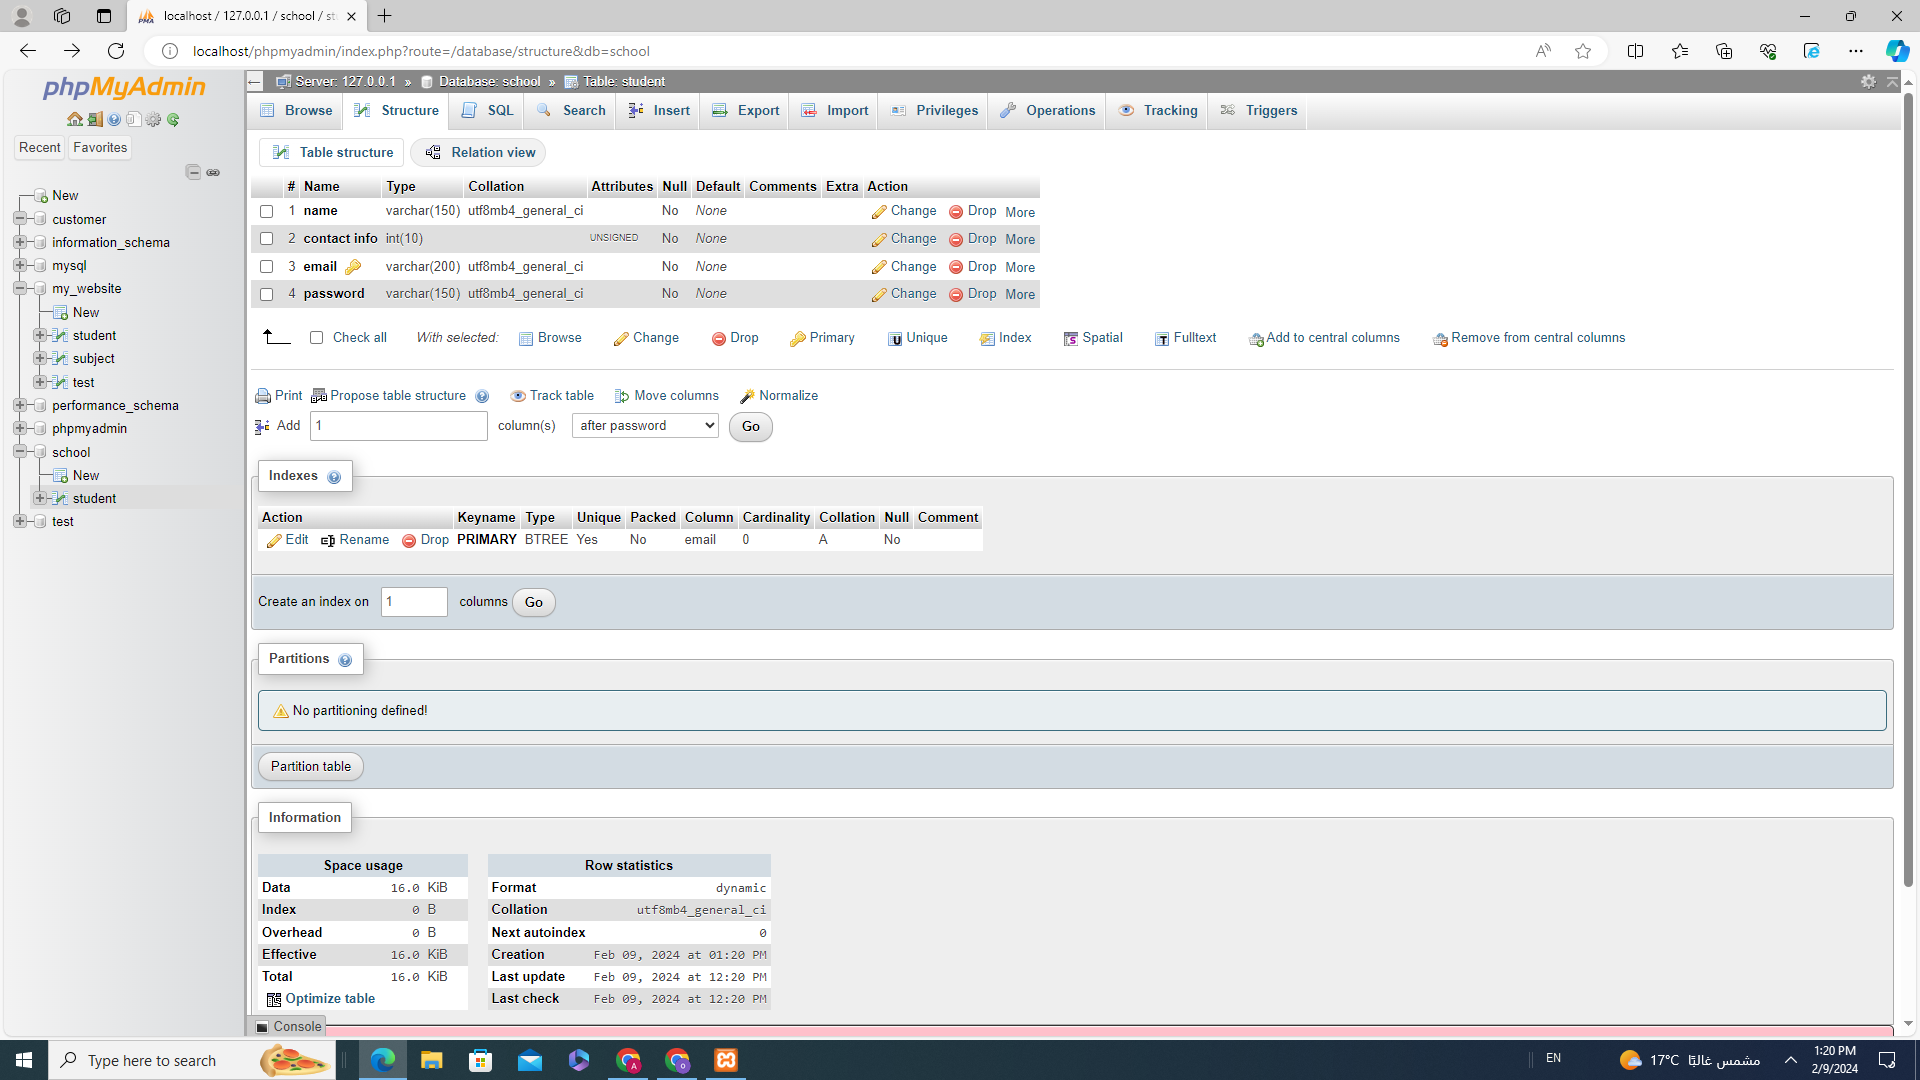 localhost / 127.0.0.1 / school / st
localhost/phpmyadmin/index.php?route=/database/structure&db=school
phpMyAdmin
Recent Favorites
New
customer
information_schema
mysql
my_website
New
student
subject
test
performance_schema
phpmyadmin
school
New
student
test
Server: 127.0.0.1 » Database: school » Table: student
Browse Structure SQL Search Insert Export Import Privileges Operations Tracking Triggers
Table structure Relation view
# Name Type Collation Attributes Null Default Comments Extra Action
1 name varchar(150) utf8mb4_general_ci No None Change Drop More
2 contact info int(10) UNSIGNED No None Change Drop More
3 email varchar(200) utf8mb4_general_ci No None Change Drop More
4 password varchar(150) utf8mb4_general_ci No None Change Drop More
Check all With selected: Browse Change Drop Primary Unique Index Spatial Fulltext Add to central columns Remove from central columns
Print Propose table structure Track table Move columns Normalize
Add 1 column(s) after password Go
Indexes
Action Keyname Type Unique Packed Column Cardinality Collation Null Comment
Edit Rename Drop PRIMARY BTREE Yes No email 0 A No
Create an index on 1 columns Go
Partitions
No partitioning defined!
Partition table
Information
Space usage
Data 16.0 KiB
Index 0 B
Overhead 0 B
Effective 16.0 KiB
Total 16.0 KiB
Optimize table
Row statistics
Format dynamic
Collation utf8mb4_general_ci
Next autoindex 0
Creation Feb 09, 2024 at 01:20 PM
Last update Feb 09, 2024 at 12:20 PM
Last check Feb 09, 2024 at 12:20 PM
Console
Type here to search
EN
17°C مشمس غالبًا
1:20 PM
2/9/2024